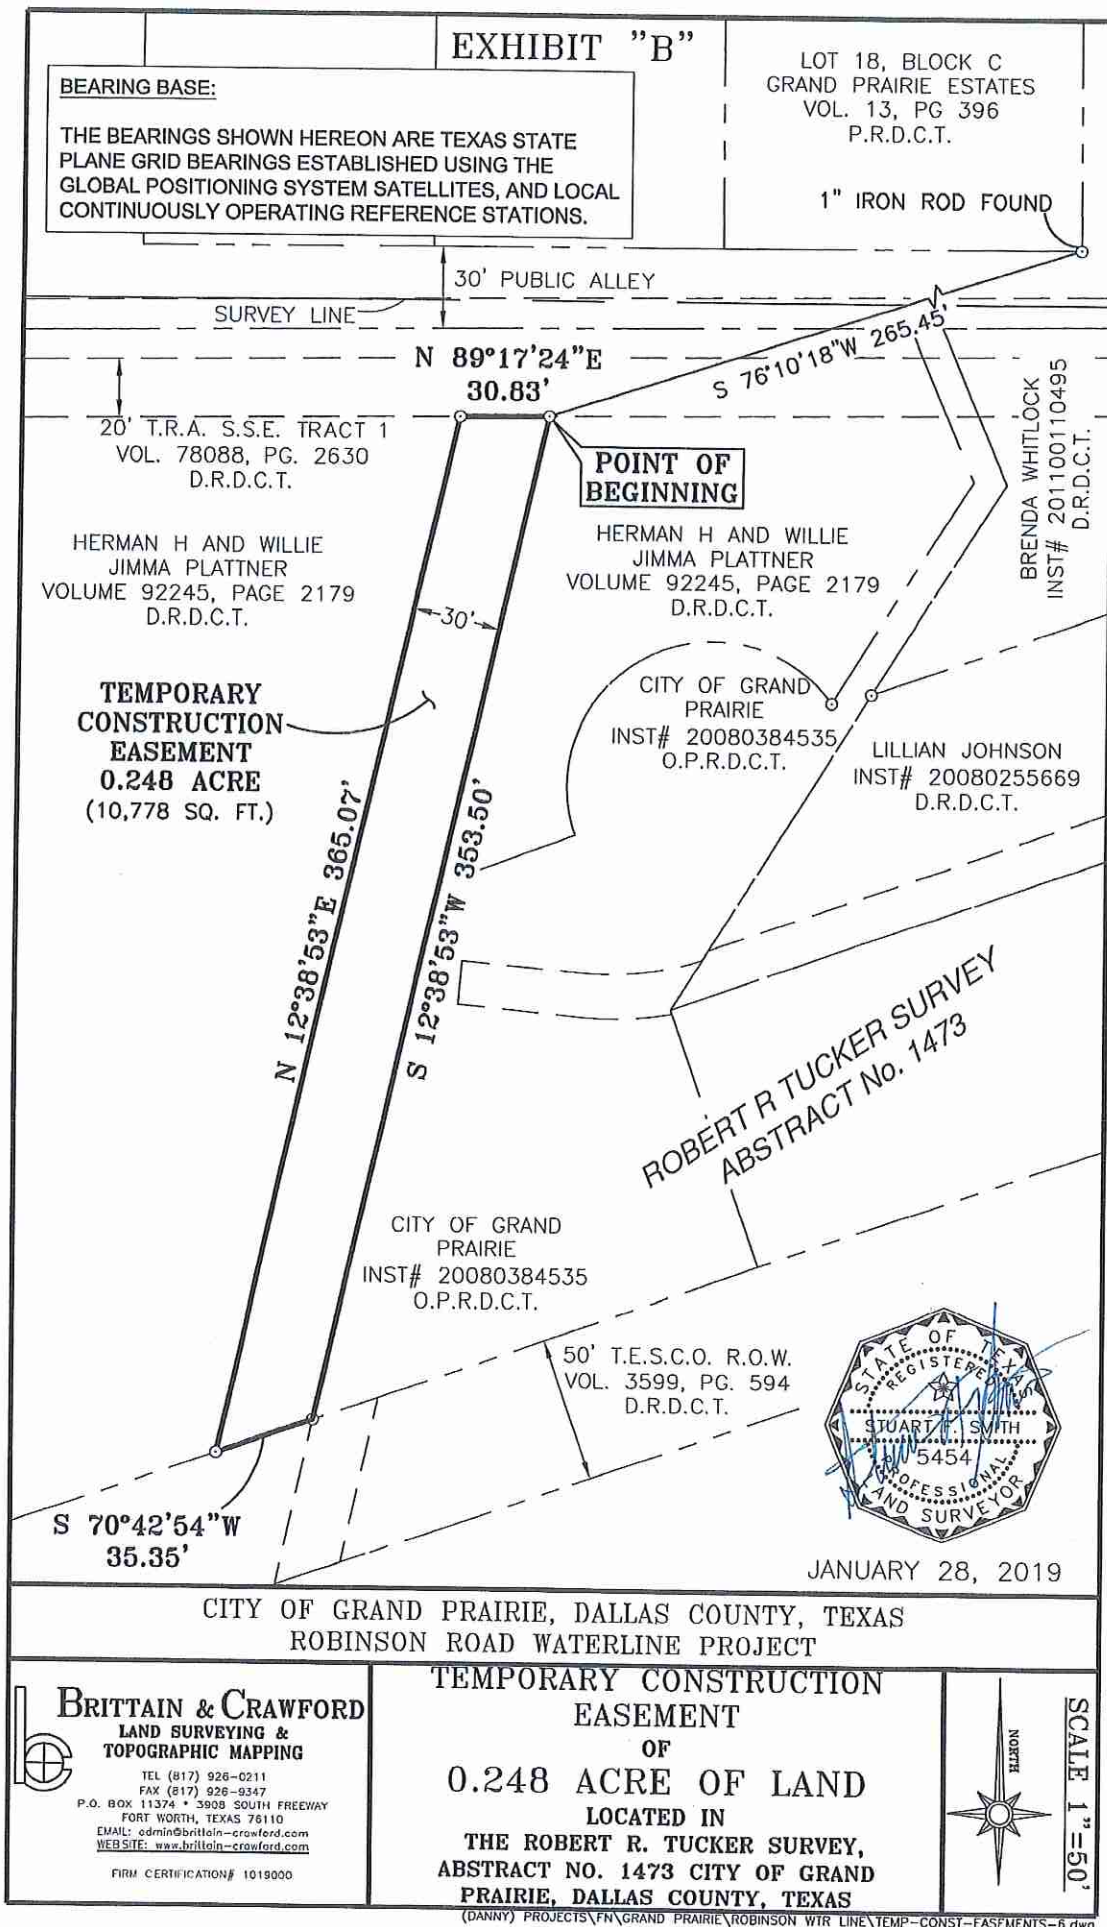 EXHIBIT "B"
BEARING BASE:
THE BEARINGS SHOWN HEREON ARE TEXAS STATE
PLANE GRID BEARINGS ESTABLISHED USING THE
GLOBAL POSITIONING SYSTEM SATELLITES, AND LOCAL
CONTINUOUSLY OPERATING REFERENCE STATIONS.
LOT 18, BLOCK C
GRAND PRAIRIE ESTATES
VOL. 13, PG 396
P.R.D.C.T.
1" IRON ROD FOUND
30' PUBLIC ALLEY
SURVEY LINE
N 89°17'24"E
30.83'
S 76°10'18"W 265.45'
20' T.R.A. S.S.E. TRACT 1
VOL. 78088, PG. 2630
D.R.D.C.T.
POINT OF
BEGINNING
BRENDA WHITLOCK
INST# 201100110495
D.R.D.C.T.
HERMAN H AND WILLIE
JIMMA PLATTNER
VOLUME 92245, PAGE 2179
D.R.D.C.T.
HERMAN H AND WILLIE
JIMMA PLATTNER
VOLUME 92245, PAGE 2179
D.R.D.C.T.
30'
TEMPORARY
CONSTRUCTION
EASEMENT
0.248 ACRE
(10,778 SQ. FT.)
CITY OF GRAND
PRAIRIE
INST# 20080384535
O.P.R.D.C.T.
LILLIAN JOHNSON
INST# 20080255669
D.R.D.C.T.
N 12°38'53"E 365.07'
S 12°38'53"W 353.50'
ROBERT R TUCKER SURVEY
ABSTRACT No. 1473
CITY OF GRAND
PRAIRIE
INST# 20080384535
O.P.R.D.C.T.
50' T.E.S.C.O. R.O.W.
VOL. 3599, PG. 594
D.R.D.C.T.
STATE OF TEXAS
REGISTERED
STUART F. SMITH
5454
PROFESSIONAL
LAND SURVEYOR
S 70°42'54"W
35.35'
JANUARY 28, 2019
CITY OF GRAND PRAIRIE, DALLAS COUNTY, TEXAS
ROBINSON ROAD WATERLINE PROJECT
bc
BRITTAIN & CRAWFORD
LAND SURVEYING &
TOPOGRAPHIC MAPPING
TEL (817) 926-0211
FAX (817) 926-9347
P.O. BOX 11374 * 3908 SOUTH FREEWAY
FORT WORTH, TEXAS 76110
EMAIL: admin@brittain-crawford.com
WEBSITE: www.brittain-crawford.com
FIRM CERTIFICATION# 1019000
TEMPORARY CONSTRUCTION
EASEMENT
OF
0.248 ACRE OF LAND
LOCATED IN
THE ROBERT R. TUCKER SURVEY,
ABSTRACT NO. 1473 CITY OF GRAND
PRAIRIE, DALLAS COUNTY, TEXAS
NORTH
SCALE 1"=50'
(DANNY) PROJECTS\FN\GRAND PRAIRIE\ROBINSON WTR LINE\TEMP-CONST-EASEMENTS-6.dwg